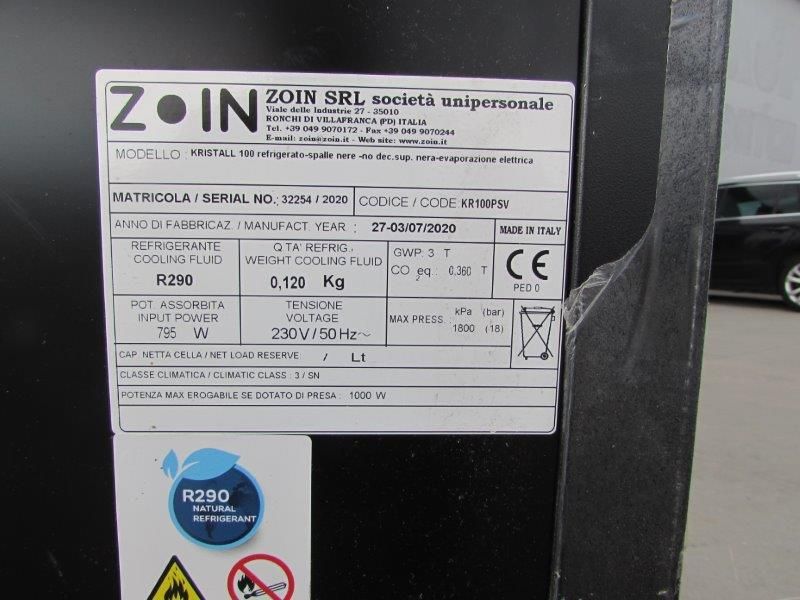 ZOIN
ZOIN SRL società unipersonale
Viale delle Industrie 27 - 35010
RONCHI DI VILLAFRANCA (PD) ITALIA
Tel. +39 049 9070172 - Fax +39 049 9070244
E-mail: zoin@zoin.it - Web site: www.zoin.it
MODELLO : KRISTALL 100 refrigerato-spalle nere -no dec.sup. nera-evaporazione elettrica
MATRICOLA / SERIAL NO.: 32254 / 2020 CODICE / CODE: KR100PSV
ANNO DI FABBRICAZ. / MANUFACT. YEAR : 27-03/07/2020 MADE IN ITALY
REFRIGERANTE
COOLING FLUID
R290
Q.TA' REFRIG.
WEIGHT COOLING FLUID
0,120 Kg
GWP: 3 T
CO2 eq.: 0.360 T
CE
PED 0
POT. ASSORBITA
INPUT POWER
795 W
TENSIONE
VOLTAGE
230V / 50 Hz~
MAX PRESS. kPa (bar)
1800 (18)
CAP. NETTA CELLA / NET LOAD RESERVE / Lt
CLASSE CLIMATICA / CLIMATIC CLASS : 3 / SN
POTENZA MAX EROGABILE SE DOTATO DI PRESA : 1000 W
R290
NATURAL
REFRIGERANT